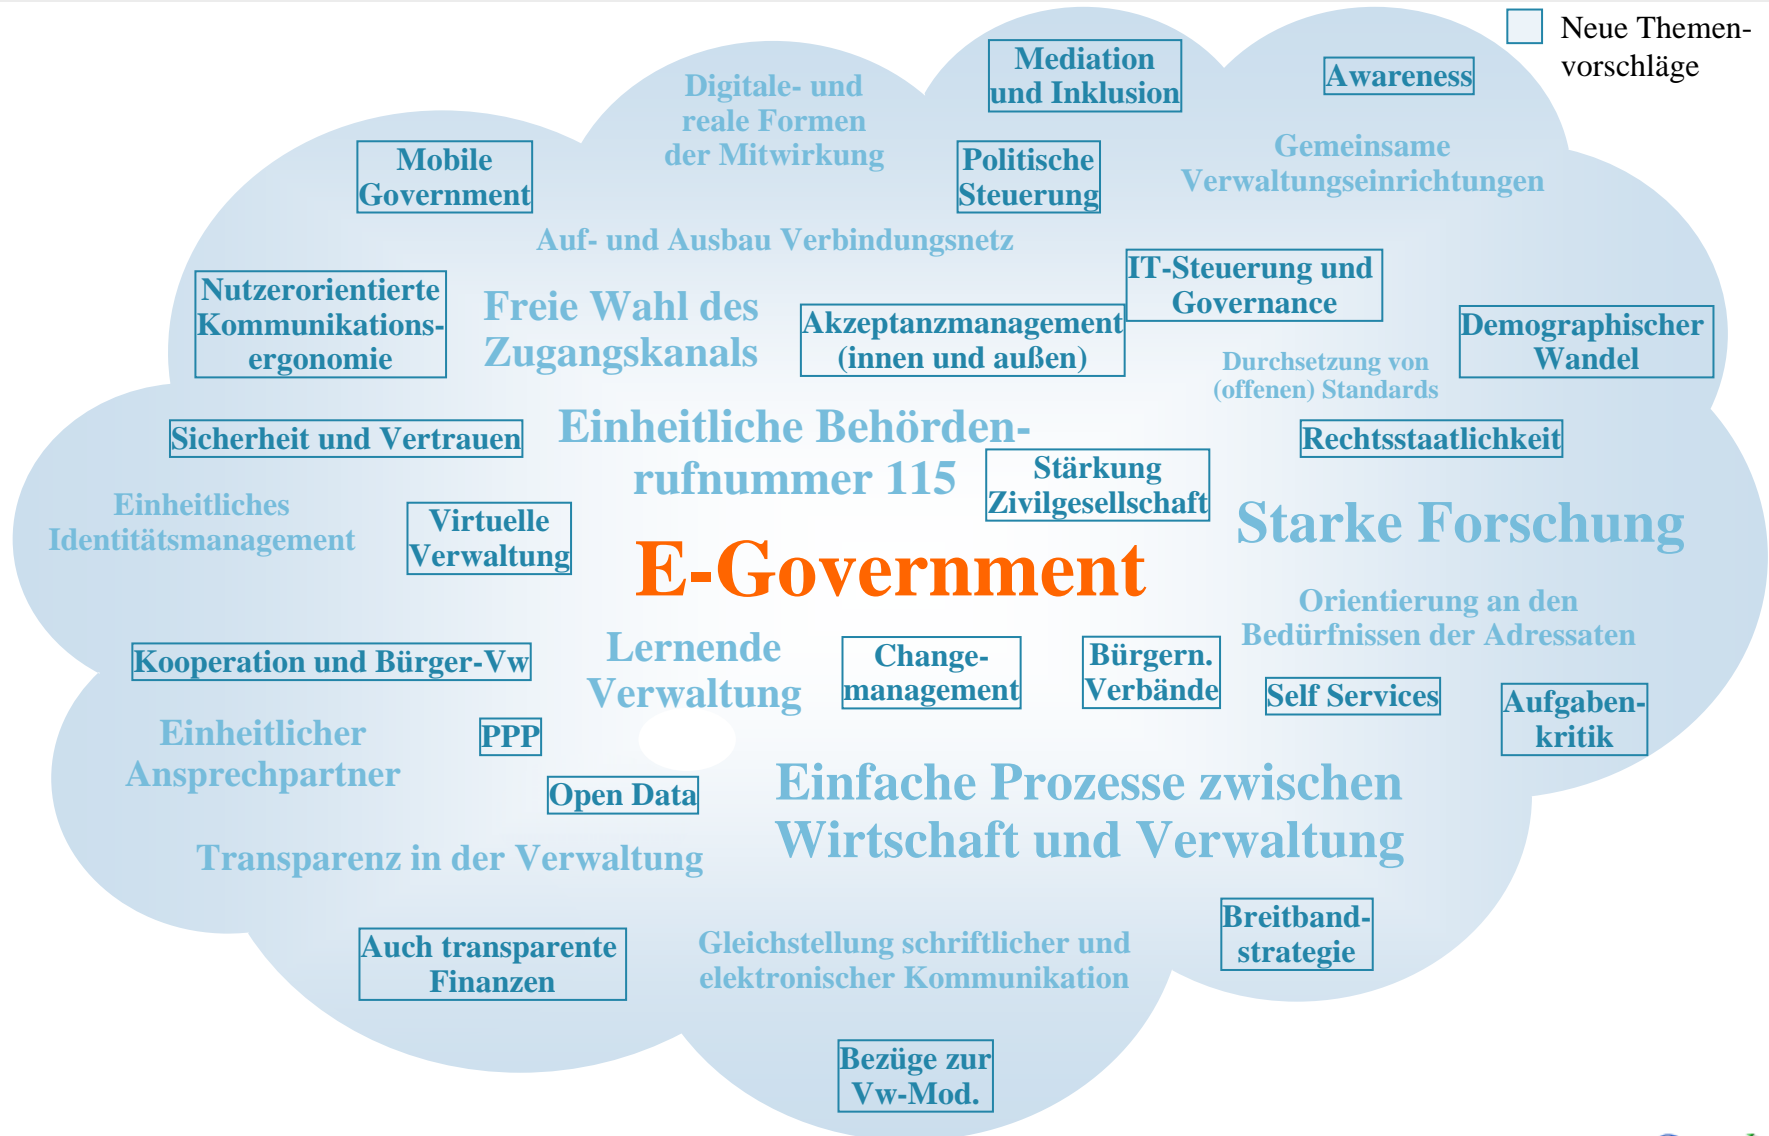 Neue Themen-
vorschläge
Mediation
und Inklusion
Awareness
Digitale- und
reale Formen
der Mitwirkung
Mobile
Government
Politische
Steuerung
Gemeinsame
Verwaltungseinrichtungen
Auf- und Ausbau Verbindungsnetz
Nutzerorientierte
Kommunikations-
ergonomie
Freie Wahl des
Zugangskanals
Akzeptanzmanagement
(innen und außen)
IT-Steuerung und
Governance
Demographischer
Wandel
Durchsetzung von
(offenen) Standards
Sicherheit und Vertrauen
Einheitliche Behörden-
rufnummer 115
Rechtsstaatlichkeit
Stärkung
Zivilgesellschaft
Einheitliches
Identitätsmanagement
Virtuelle
Verwaltung
Starke Forschung
E-Government
Orientierung an den
Bedürfnissen der Adressaten
Kooperation und Bürger-Vw
Lernende
Verwaltung
Change-
management
Bürgern.
Verbände
Self Services
Aufgaben-
kritik
Einheitlicher
Ansprechpartner
PPP
Open Data
Einfache Prozesse zwischen
Wirtschaft und Verwaltung
Transparenz in der Verwaltung
Auch transparente
Finanzen
Gleichstellung schriftlicher und
elektronischer Kommunikation
Breitband-
strategie
Bezüge zur
Vw-Mod.